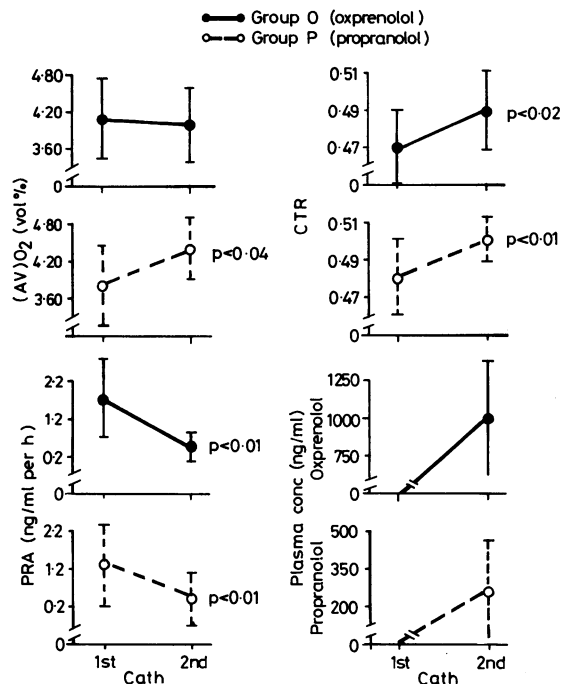 Group O (oxprenolol)
Group P (propranolol)
4·80
4·20
3·60
0
4·80
4·20
3·60
0
(AV)O₂ (vol%)
p<0·04
0·51
0·49
0·47
0
p<0·02
CTR
0·51
0·49
0·47
0
p<0·01
2·2
1·2
0·2
0
p<0·01
PRA (ng/ml per h)
2·2
1·2
0·2
0
p<0·01
1st 2nd
Cath
1250
1000
750
0
Plasma conc (ng/ml)
Oxprenolol
500
350
200
0
Propranolol
1st 2nd
Cath